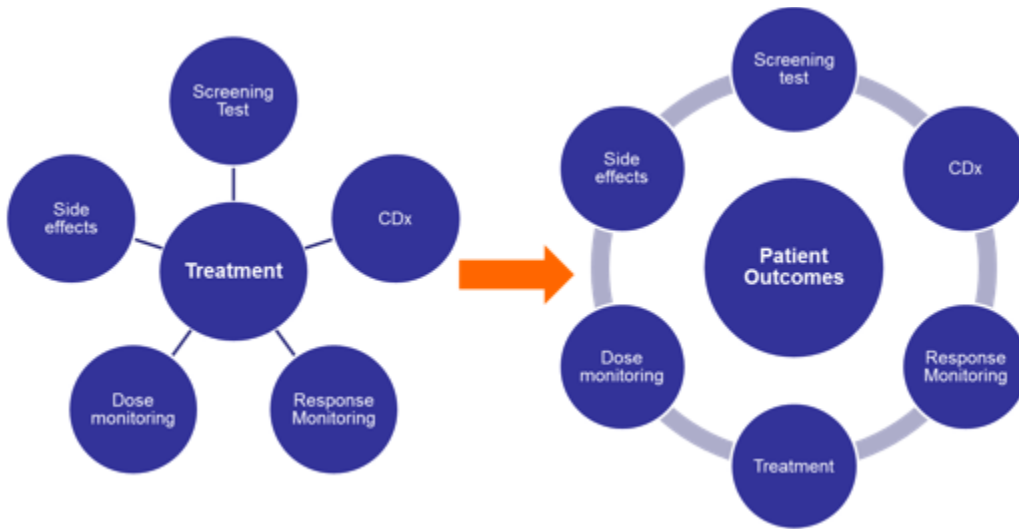 Screening
Test
Side
effects
CDx
Treatment
Dose
monitoring
Response
Monitoring
Screening
test
Side
effects
CDx
Patient
Outcomes
Dose
monitoring
Response
Monitoring
Treatment